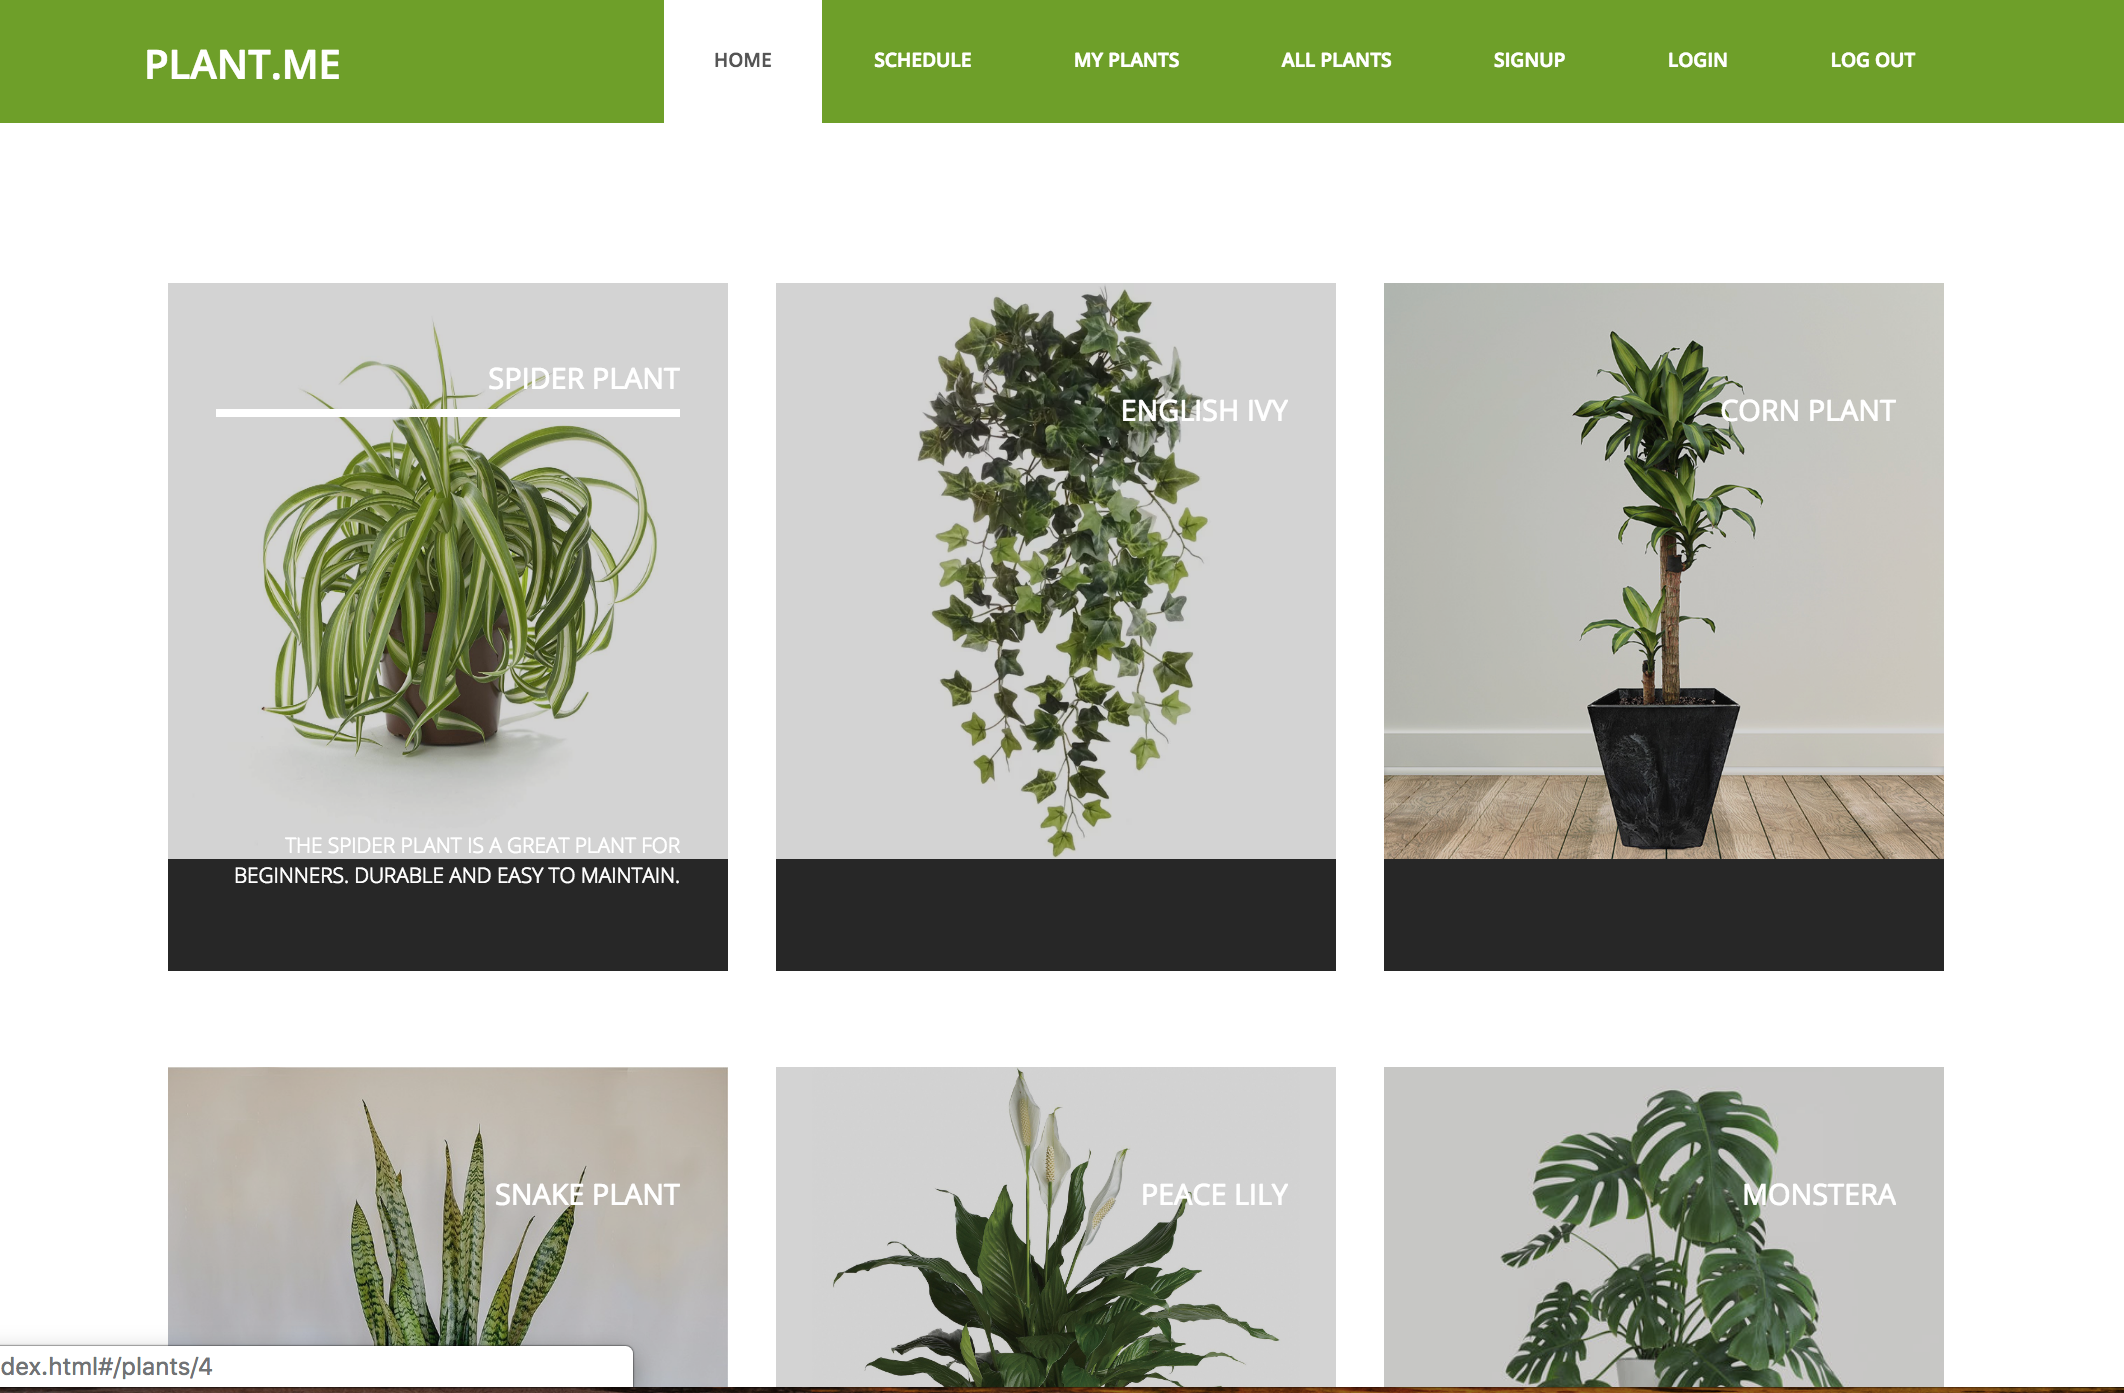 PLANT.ME
HOME
SCHEDULE
MY PLANTS
ALL PLANTS
SIGNUP
LOGIN
LOG OUT
SPIDER PLANT
THE SPIDER PLANT IS A GREAT PLANT FOR
BEGINNERS. DURABLE AND EASY TO MAINTAIN.
ENGLISH IVY
CORN PLANT
SNAKE PLANT
PEACE LILY
MONSTERA
dex.html#/plants/4